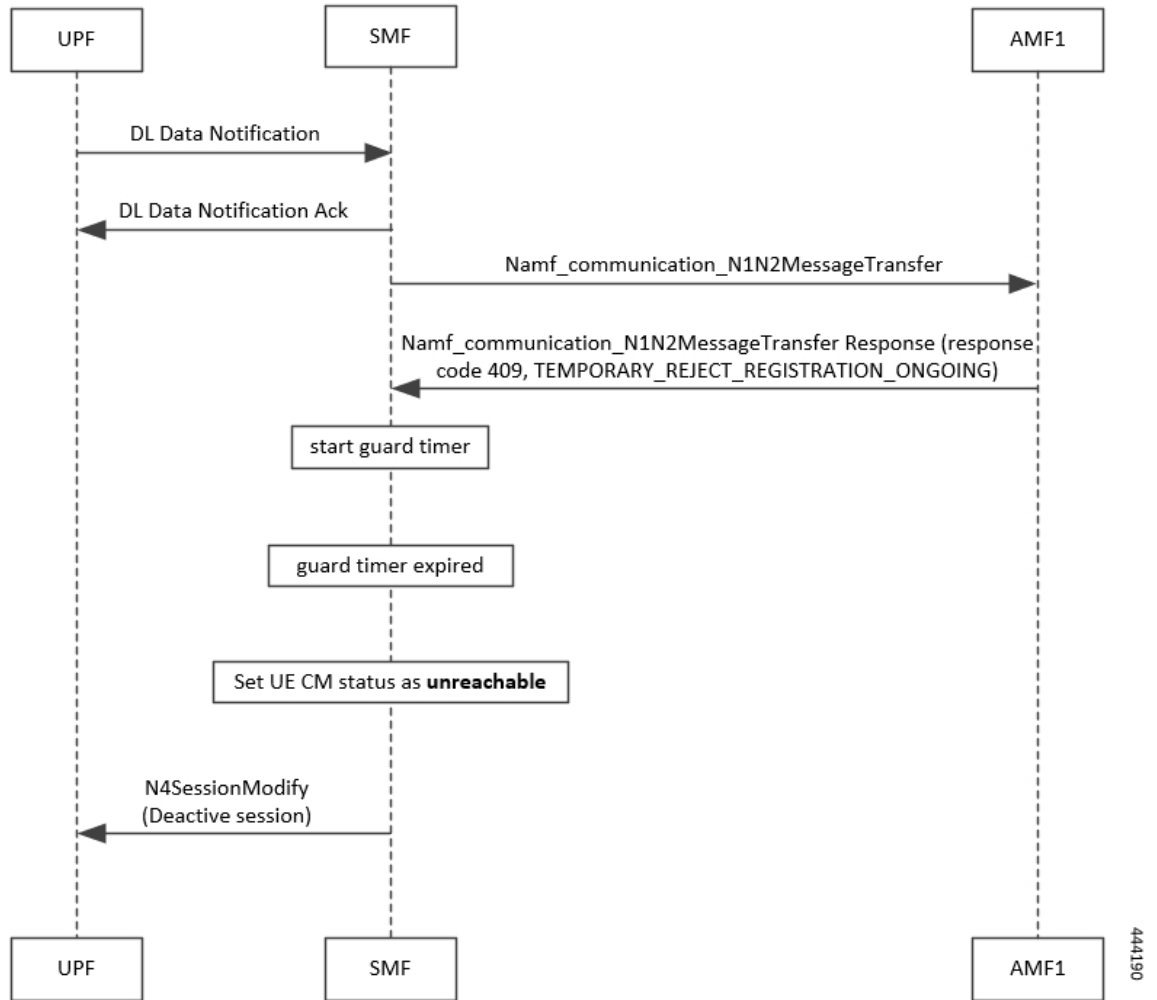 UPF
SMF
AMF1
DL Data Notification
DL Data Notification Ack
Namf_communication_N1N2MessageTransfer
Namf_communication_N1N2MessageTransfer Response (response
code 409, TEMPORARY_REJECT_REGISTRATION_ONGOING)
start guard timer
guard timer expired
Set UE CM status as unreachable
N4SessionModify
(Deactive session)
UPF
SMF
AMF1
444190